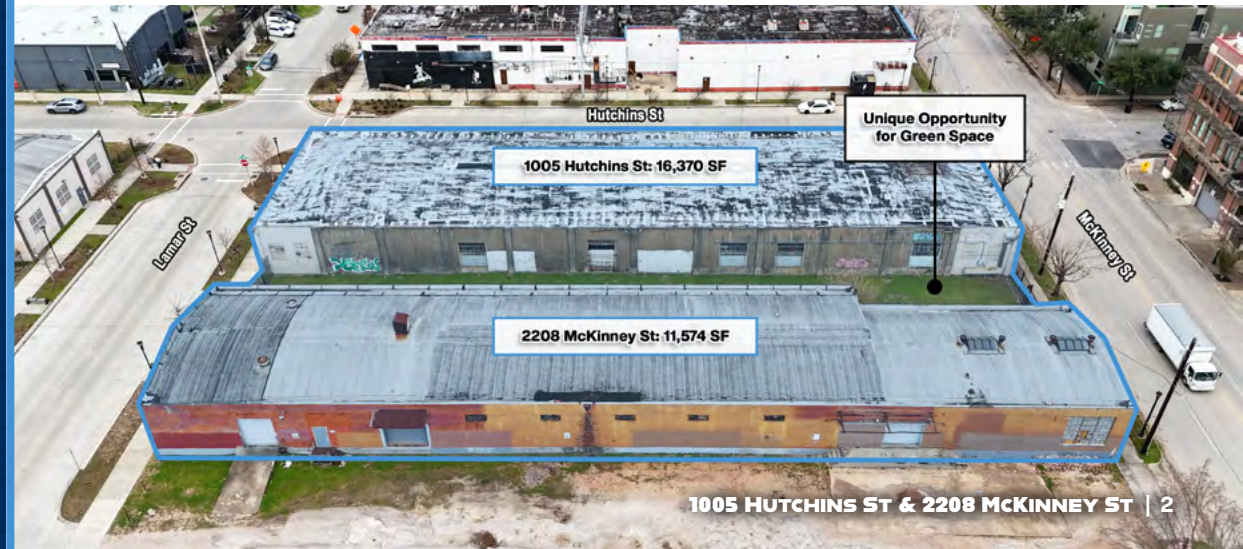 Hutchins St
Unique Opportunity
for Green Space
1005 Hutchins St: 16,370 SF
Lamar St
McKinney St
2208 McKinney St: 11,574 SF
1005 Hutchins St & 2208 McKinney St | 2